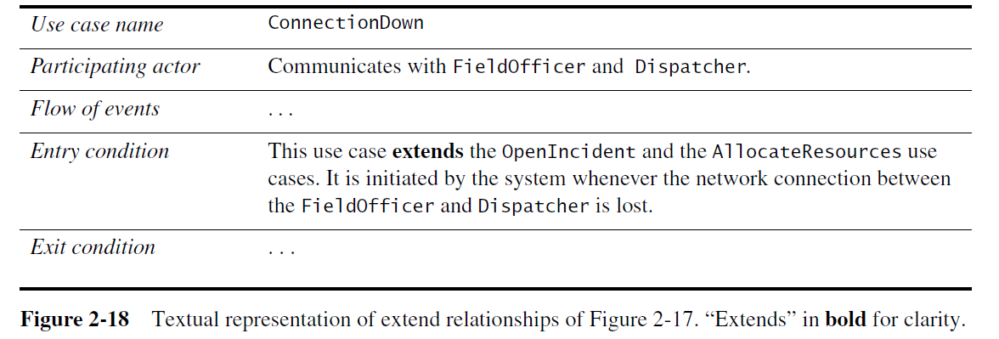 Use case name ConnectionDown
Participating actor Communicates with FieldOfficer and Dispatcher.
Flow of events . . .
Entry condition This use case extends the OpenIncident and the AllocateResources use
cases. It is initiated by the system whenever the network connection between
the FieldOfficer and Dispatcher is lost.
Exit condition . . .
Figure 2-18 Textual representation of extend relationships of Figure 2-17. “Extends” in bold for clarity.